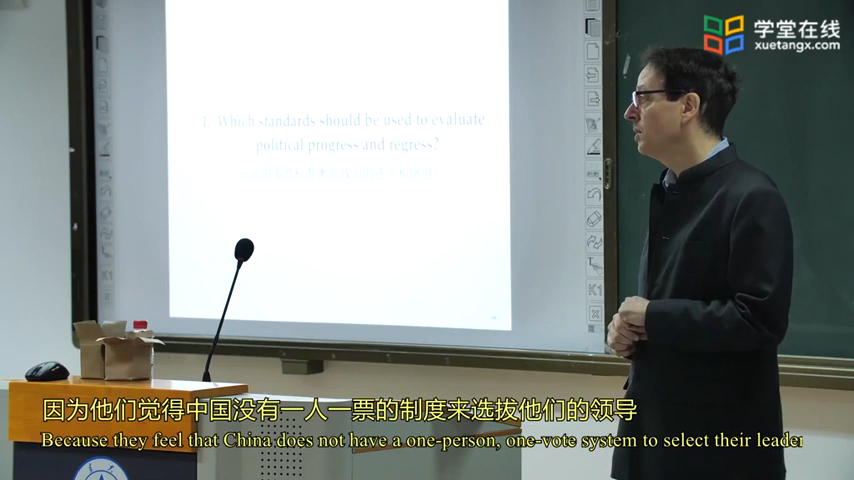 学堂在线
xuetangx.com
1. Which standards should be used to evaluate
political progress and regress?
K1
K1
因为他们觉得中国没有一人一票的制度来选拔他们的领导
Because they feel that China does not have a one-person, one-vote system to select their leader